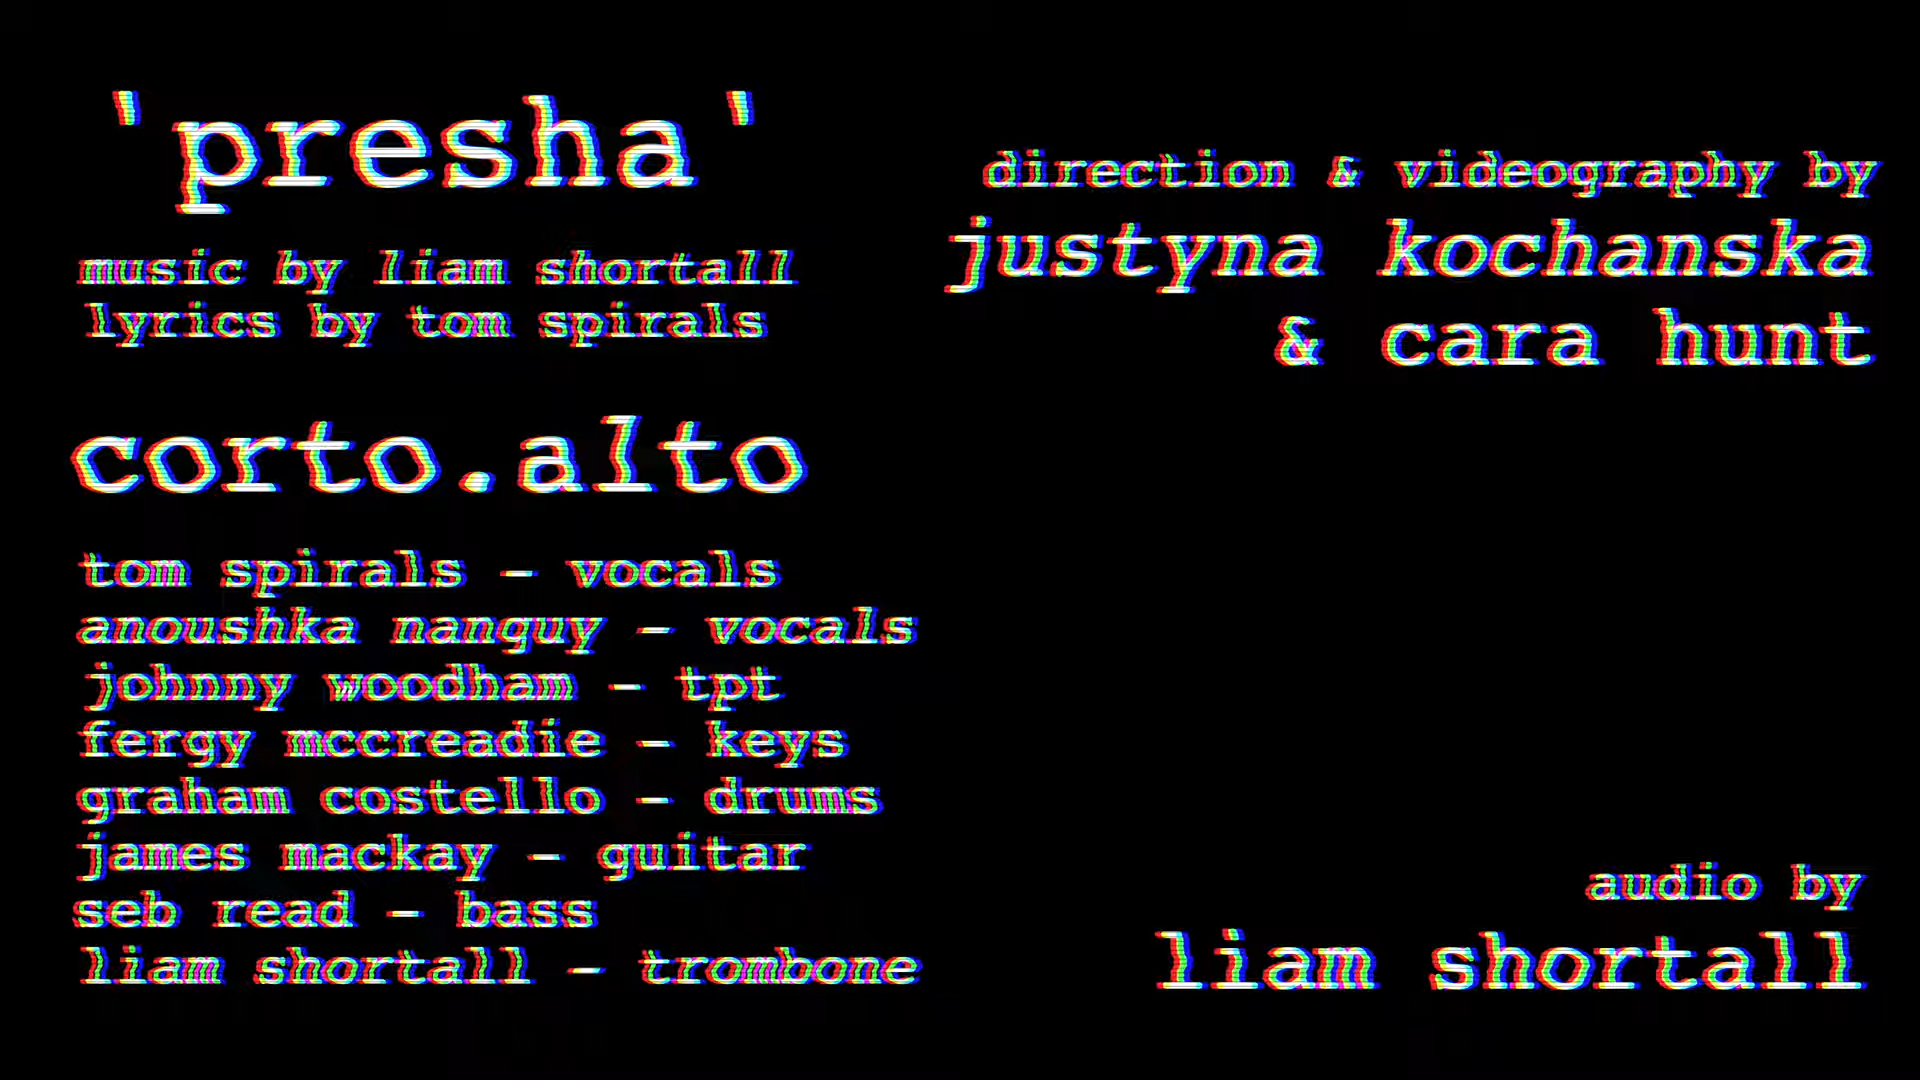 'presha'
music by liam shortall
lyrics by tom spirals
corto.alto
tom spirals - vocals
anoushka nanguy - vocals
johnny woodham - tpt
fergy mccreadie - keys
graham costello - drums
james mackay - guitar
seb read - bass
liam shortall - trombone
direction & videography by
justyna kochanska
& cara hunt
audio by
liam shortall